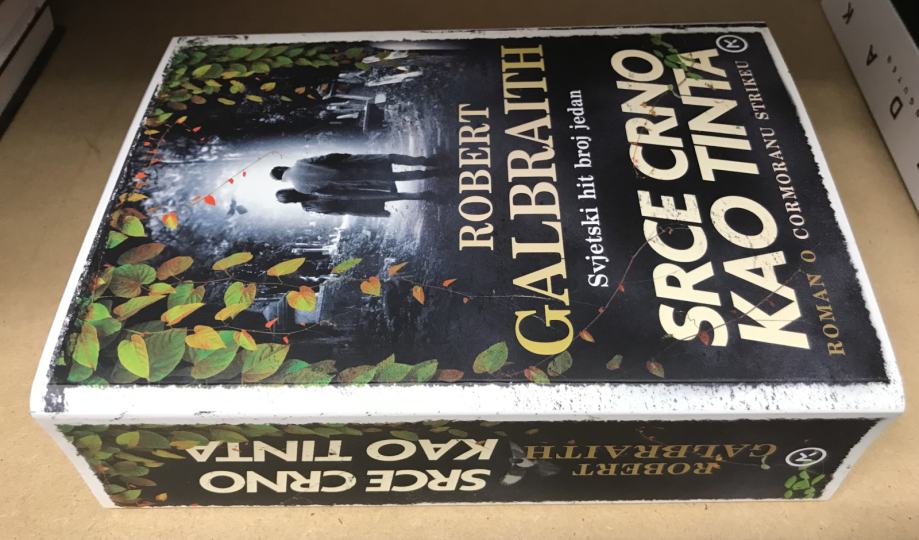 ROBERT
GALBRAITH
Svjetski hit broj jedan
SRCE CRNO
KAO TINTA
ROMAN O CORMORANU STRIKEU
SRCE CRNO
KAO TINTA
ROBERT
GALBRAITH